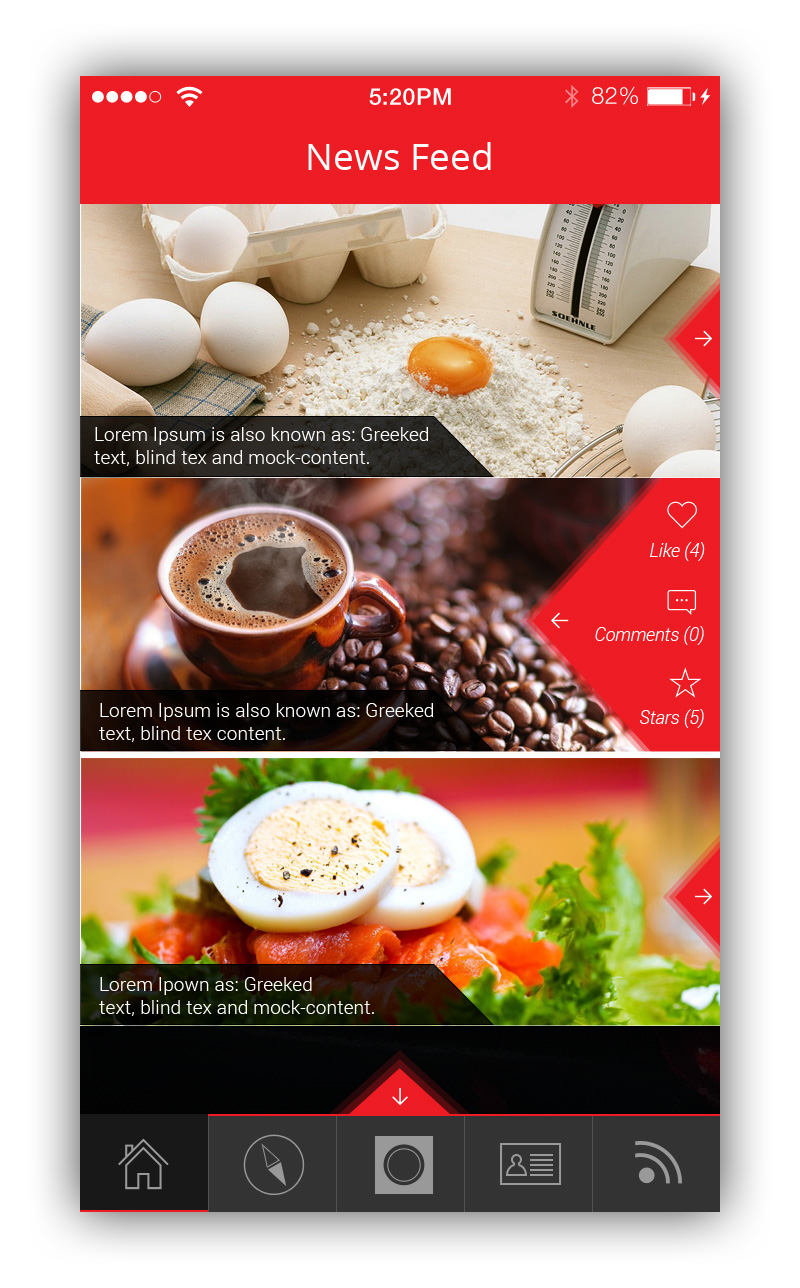 5:20PM
82%
News Feed
SOEHNLE
Lorem Ipsum is also known as: Greeked
text, blind tex and mock-content.
Like (4)
Comments (0)
Stars (5)
Lorem Ipsum is also known as: Greeked
text, blind tex content.
Lorem Ipown as: Greeked
text, blind tex and mock-content.